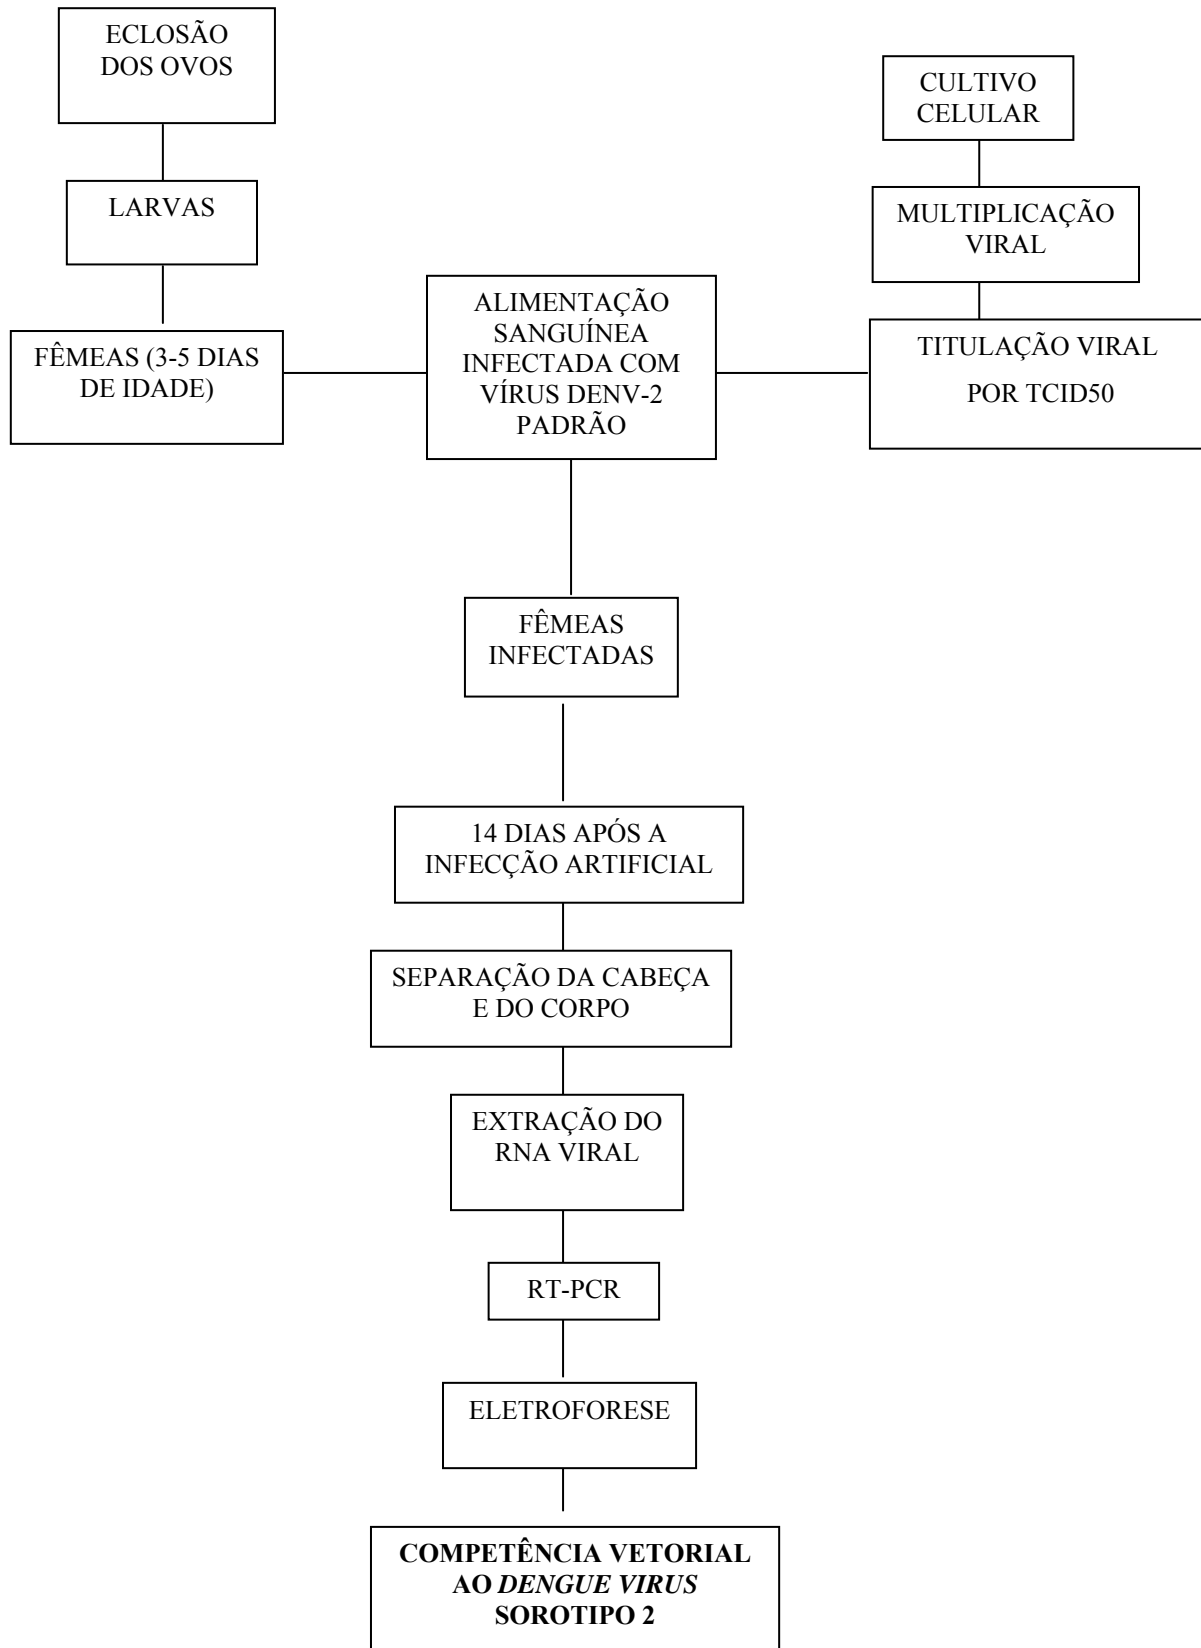 ECLOSÃO
DOS OVOS
CULTIVO
CELULAR
LARVAS
MULTIPLICAÇÃO
VIRAL
FÊMEAS (3-5 DIAS
DE IDADE)
ALIMENTAÇÃO
SANGUÍNEA
INFECTADA COM
VÍRUS DENV-2
PADRÃO
TITULAÇÃO VIRAL
POR TCID50
FÊMEAS
INFECTADAS
14 DIAS APÓS A
INFECÇÃO ARTIFICIAL
SEPARAÇÃO DA CABEÇA
E DO CORPO
EXTRAÇÃO DO
RNA VIRAL
RT-PCR
ELETROFORESE
COMPETÊNCIA VETORIAL
AO DENGUE VIRUS
SOROTIPO 2